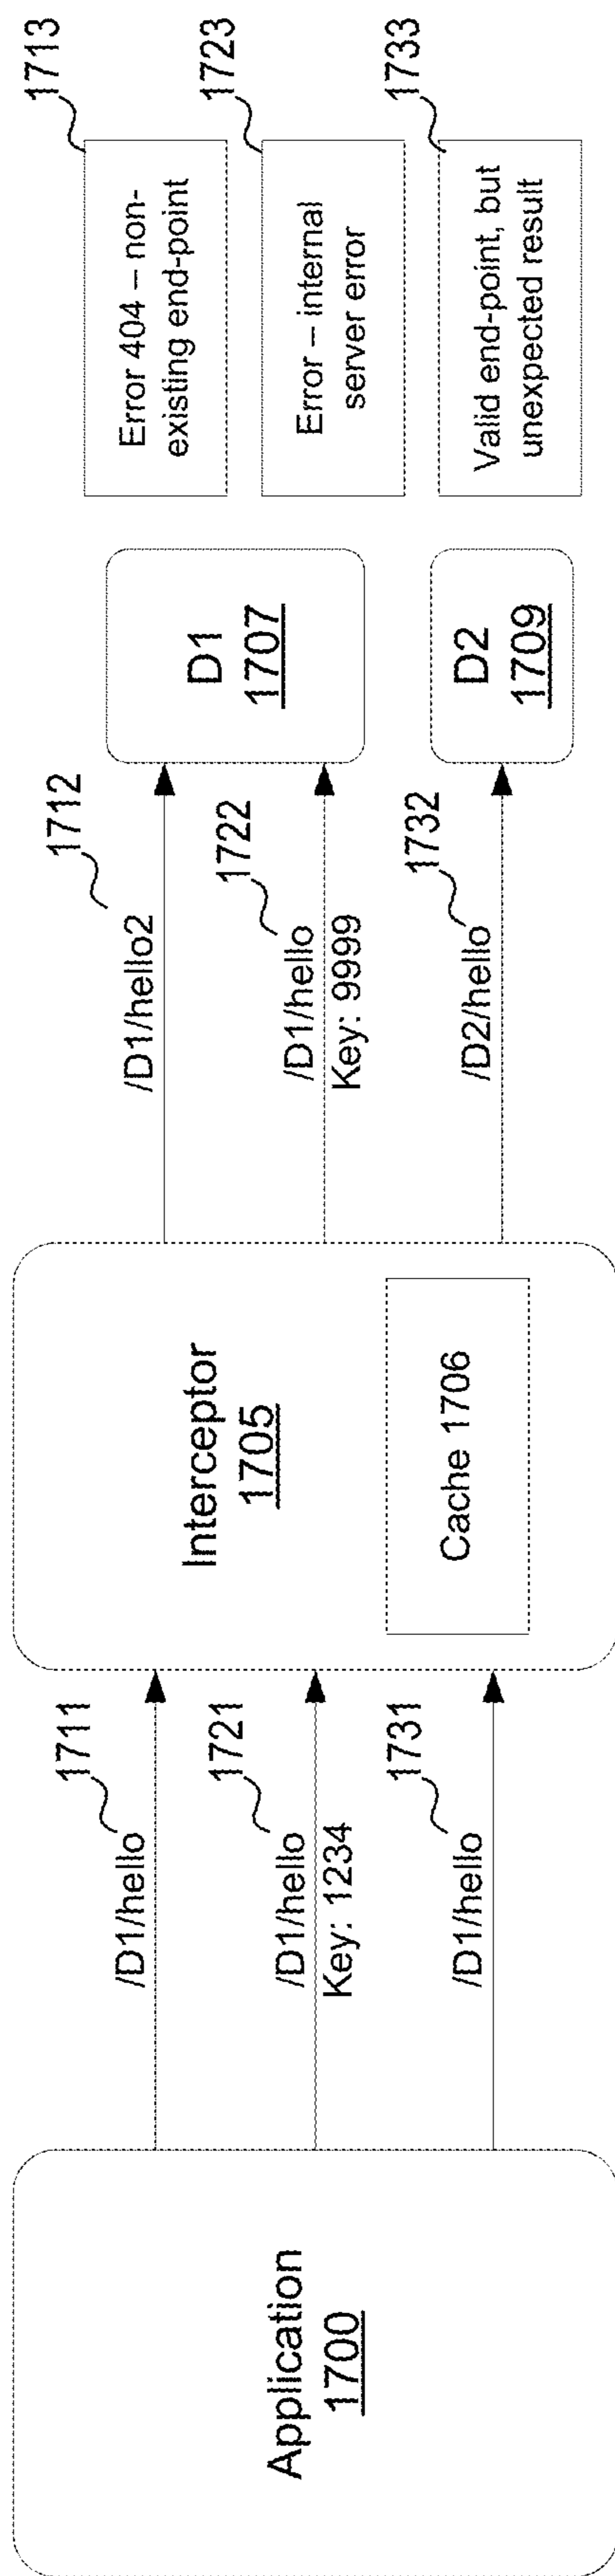 Application
1700
/D1/hello
1711
/D1/hello
Key: 1234
1721
/D1/hello
1731
Interceptor
1705
Cache 1706
/D1/hello2
1712
/D1/hello
Key: 9999
1722
/D2/hello
1732
D1
1707
D2
1709
Error 404 – non-
existing end-point
1713
Error – internal
server error
1723
Valid end-point, but
unexpected result
1733